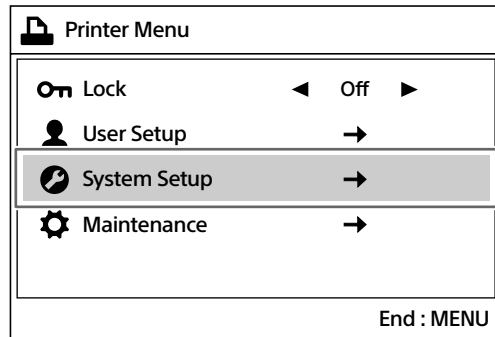 Printer Menu
Lock ◄ Off ►
User Setup →
System Setup →
Maintenance →
End : MENU